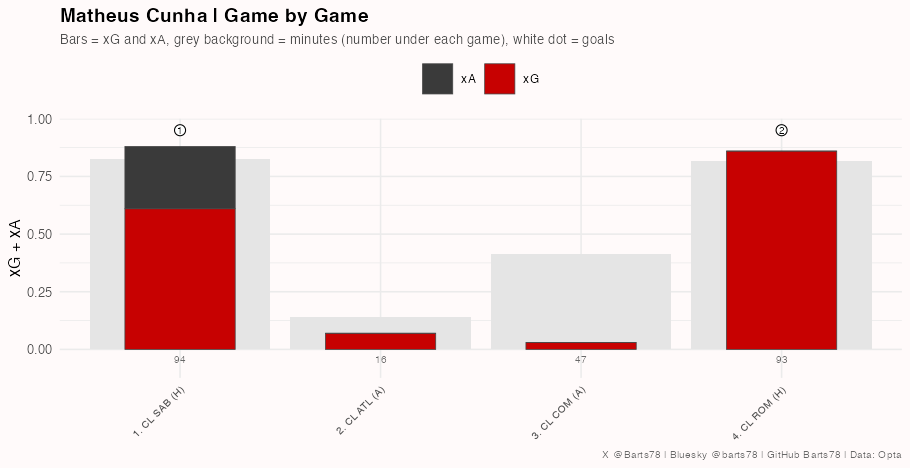 Matheus Cunha | Game by Game
Bars = xG and xA, grey background = minutes (number under each game), white dot = goals
xA xG
1.00
0.75
0.50
0.25
0.00
xG + xA
1 2
94 16 47 93
1. CL SAB (H) 2. CL ATL (A) 3. CL COM (A) 4. CL ROM (H)
X @Barts78 | Bluesky @barts78 | GitHub Barts78 | Data: Opta